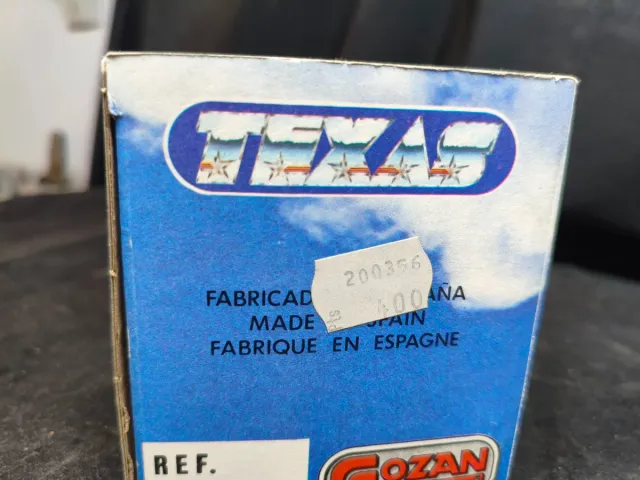 TEXAS
200356
400
FABRICAD AÑA
MADE SPAIN
FABRIQUE EN ESPAGNE
REF.
GOZAN